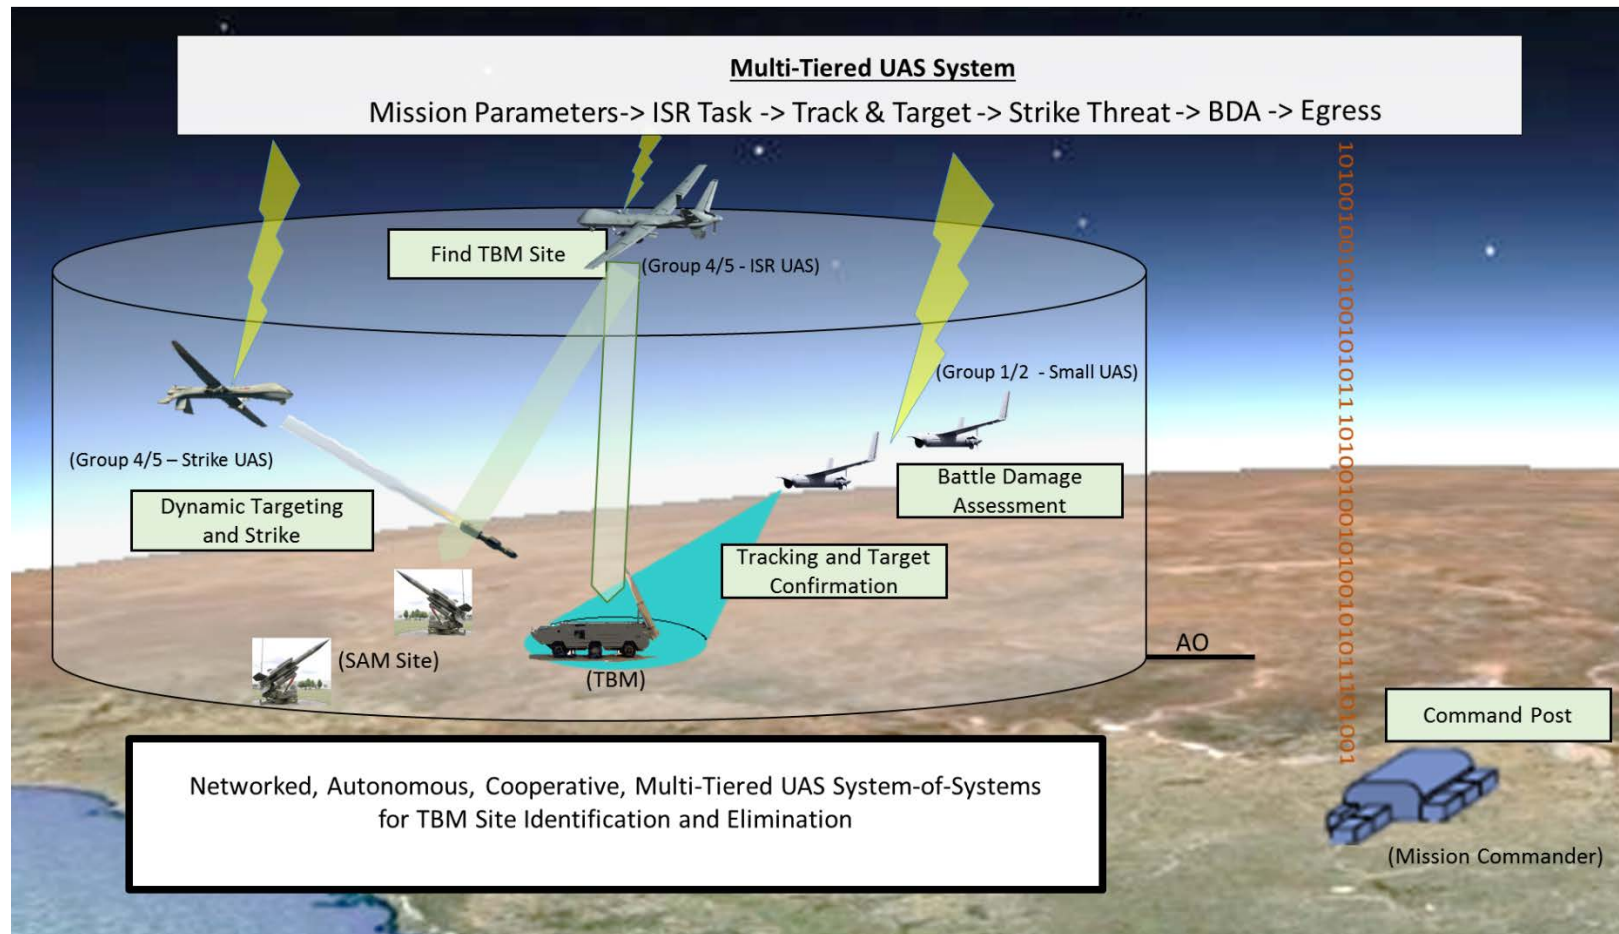 Multi-Tiered UAS System
Mission Parameters-> ISR Task -> Track & Target -> Strike Threat -> BDA -> Egress
Find TBM Site
(Group 4/5 - ISR UAS)
(Group 1/2  - Small UAS)
(Group 4/5 – Strike UAS)
Dynamic Targeting
and Strike
Battle Damage
Assessment
Tracking and Target
Confirmation
(SAM Site)
(TBM)
AO
Command Post
(Mission Commander)
Networked, Autonomous, Cooperative, Multi-Tiered UAS System-of-Systems
for TBM Site Identification and Elimination